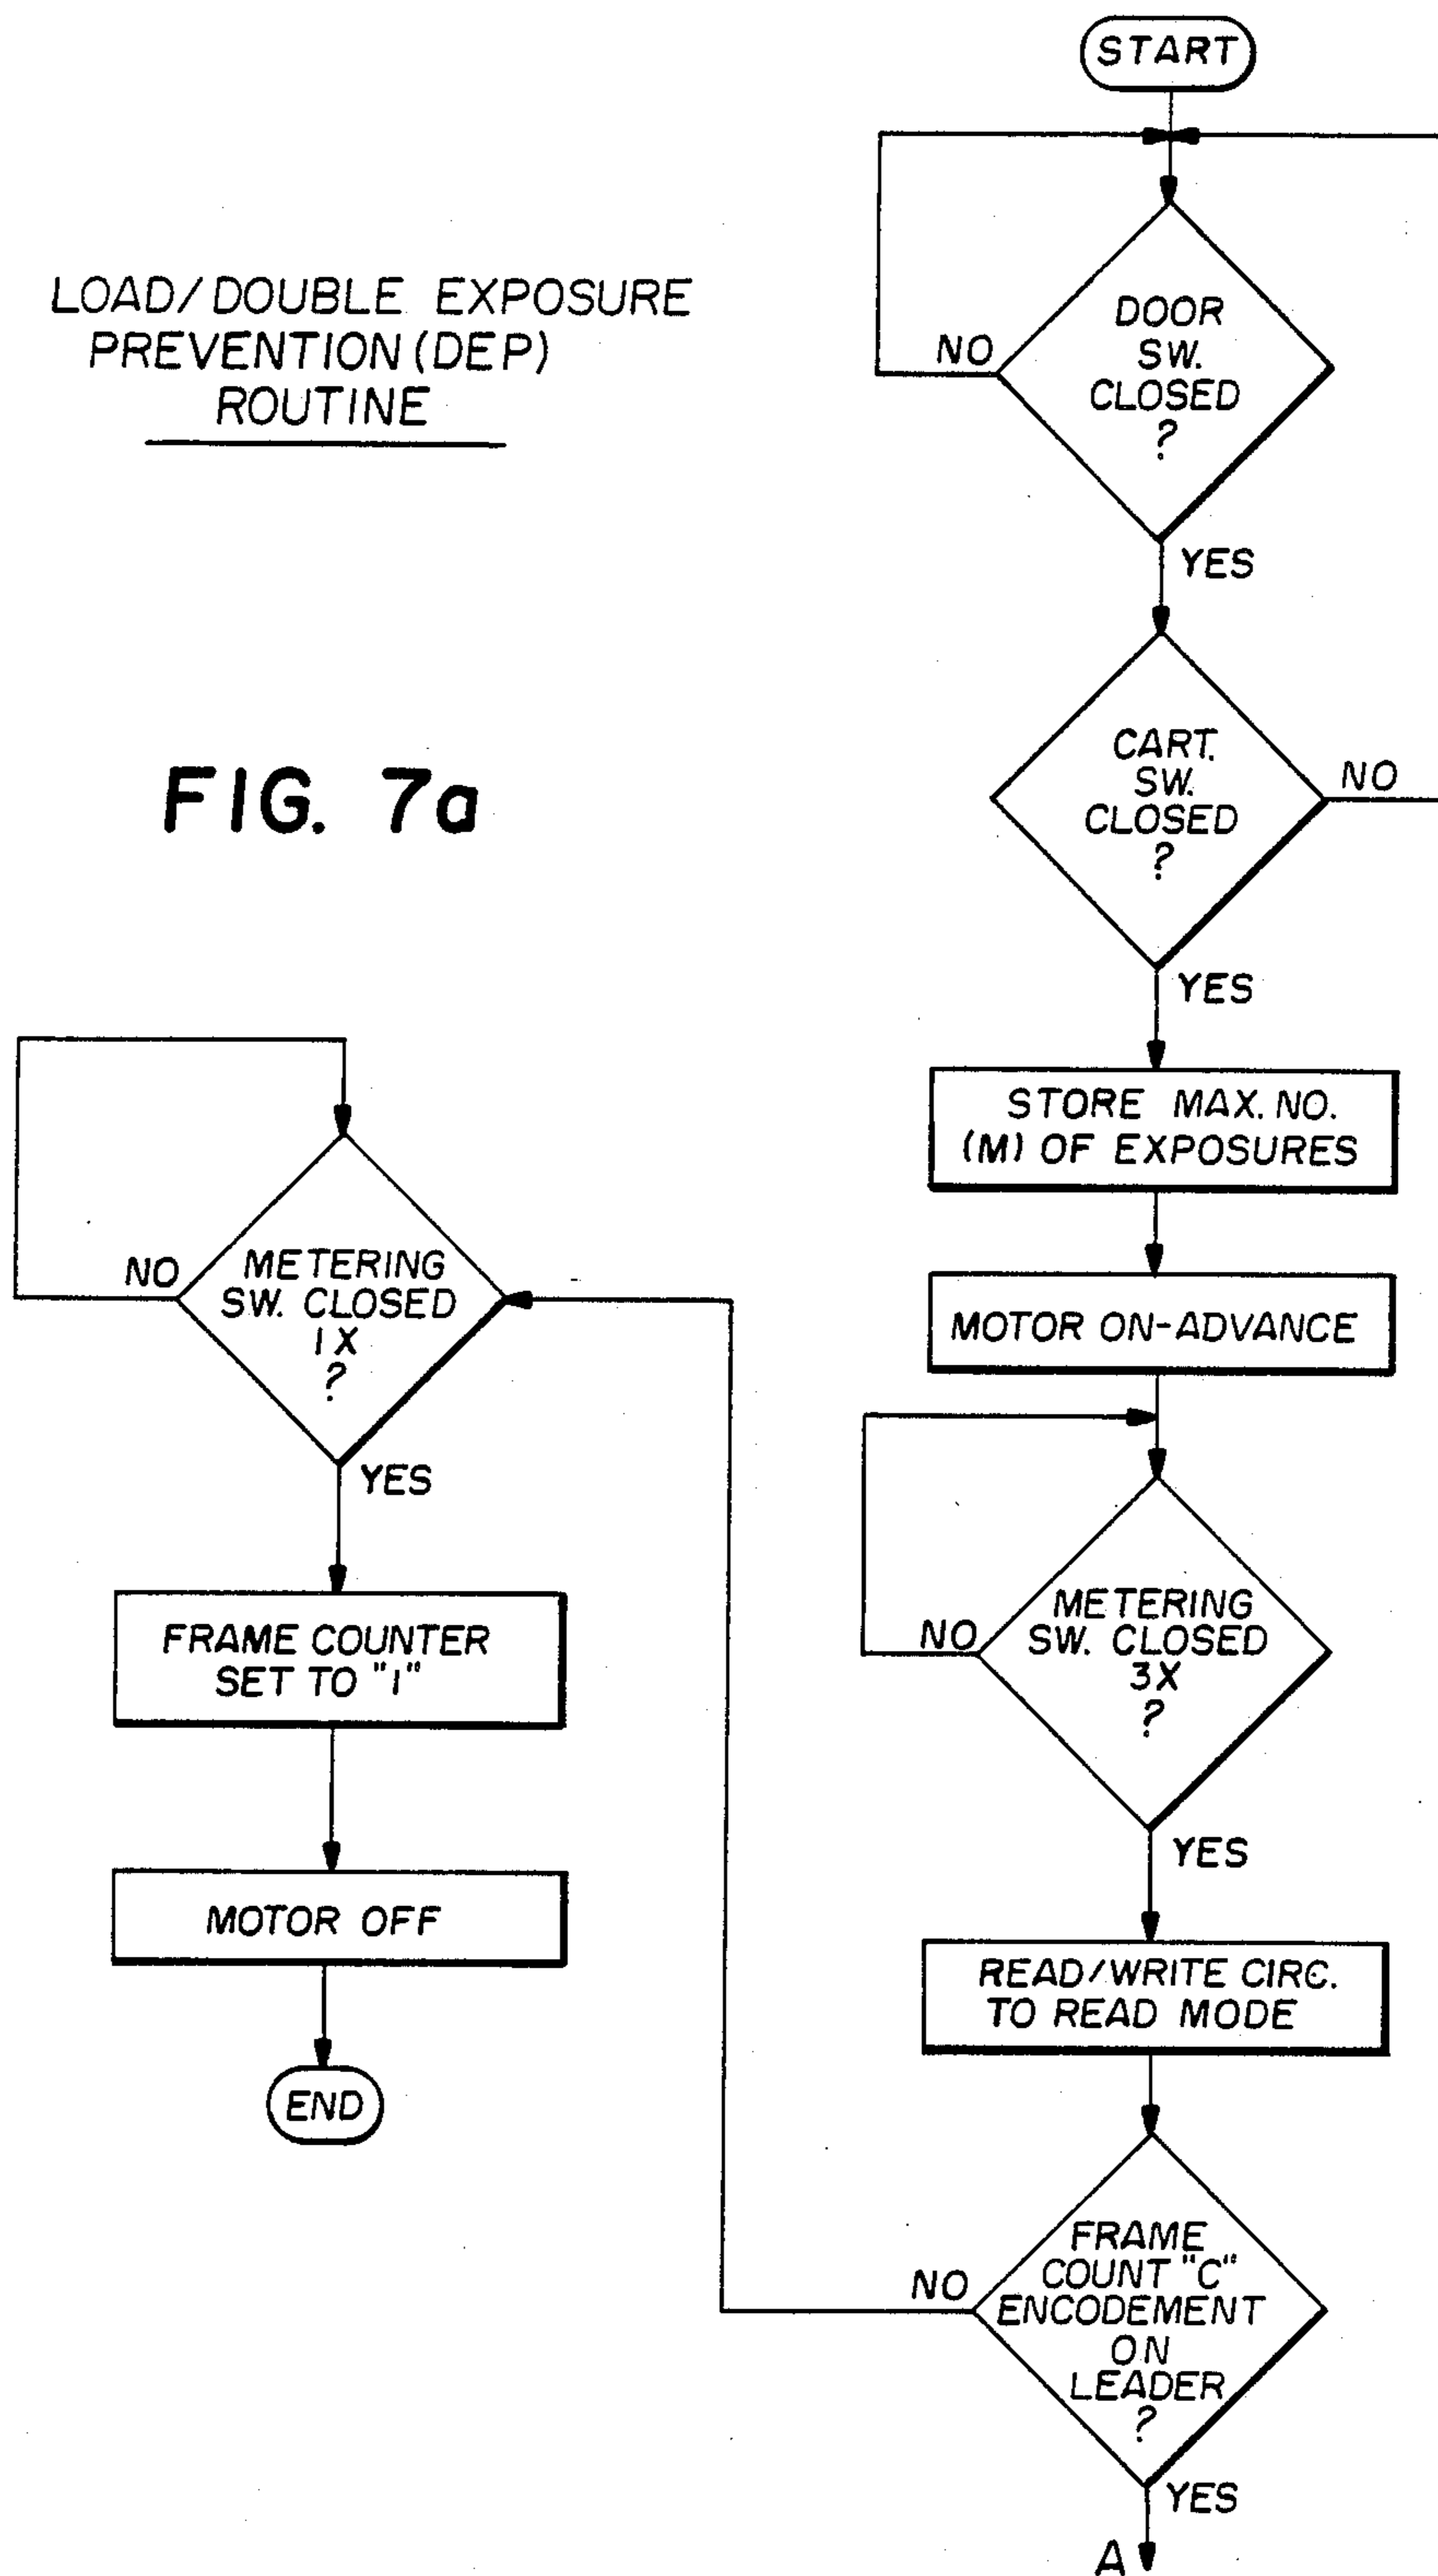 START
LOAD/DOUBLE EXPOSURE
PREVENTION (DEP)
ROUTINE
FIG. 7a
DOOR
SW.
CLOSED
?
NO
YES
CART.
SW.
CLOSED
?
NO
YES
STORE MAX. NO.
(M) OF EXPOSURES
MOTOR ON-ADVANCE
METERING
SW. CLOSED
3X
?
NO
YES
READ/WRITE CIRC.
TO READ MODE
FRAME
COUNT "C"
ENCODEMENT
ON
LEADER
?
NO
YES
A
METERING
SW. CLOSED
1X
?
NO
YES
FRAME COUNTER
SET TO "1"
MOTOR OFF
END